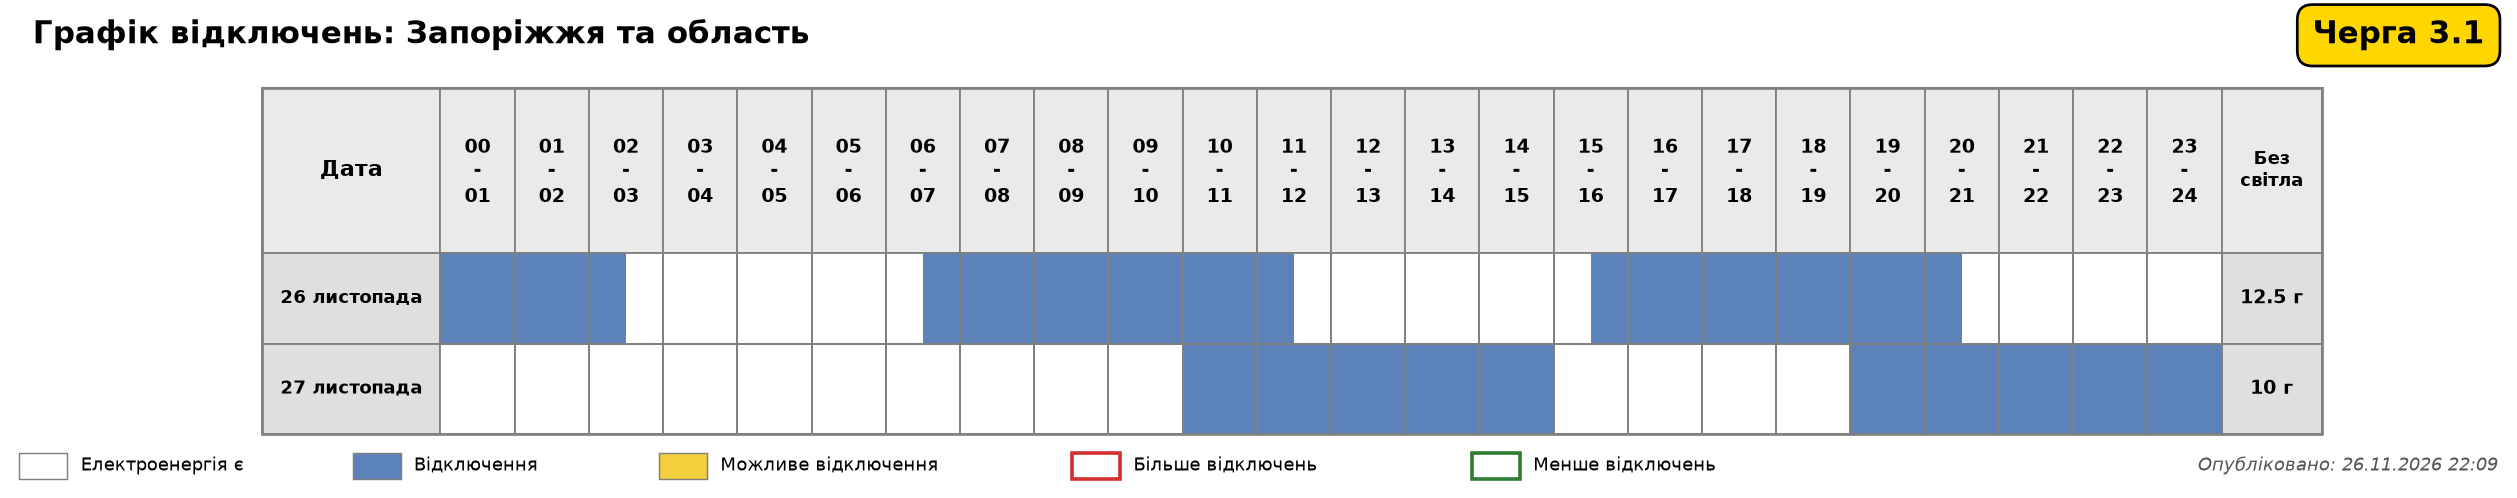 Графік відключень: Запоріжжя та область
Черга 3.1
Дата
00 - 01
01 - 02
02 - 03
03 - 04
04 - 05
05 - 06
06 - 07
07 - 08
08 - 09
09 - 10
10 - 11
11 - 12
12 - 13
13 - 14
14 - 15
15 - 16
16 - 17
17 - 18
18 - 19
19 - 20
20 - 21
21 - 22
22 - 23
23 - 24
Без
світла
26 листопада
12.5 г
27 листопада
10 г
Електроенергія є
Відключення
Можливе відключення
Більше відключень
Менше відключень
Опубліковано: 26.11.2026 22:09